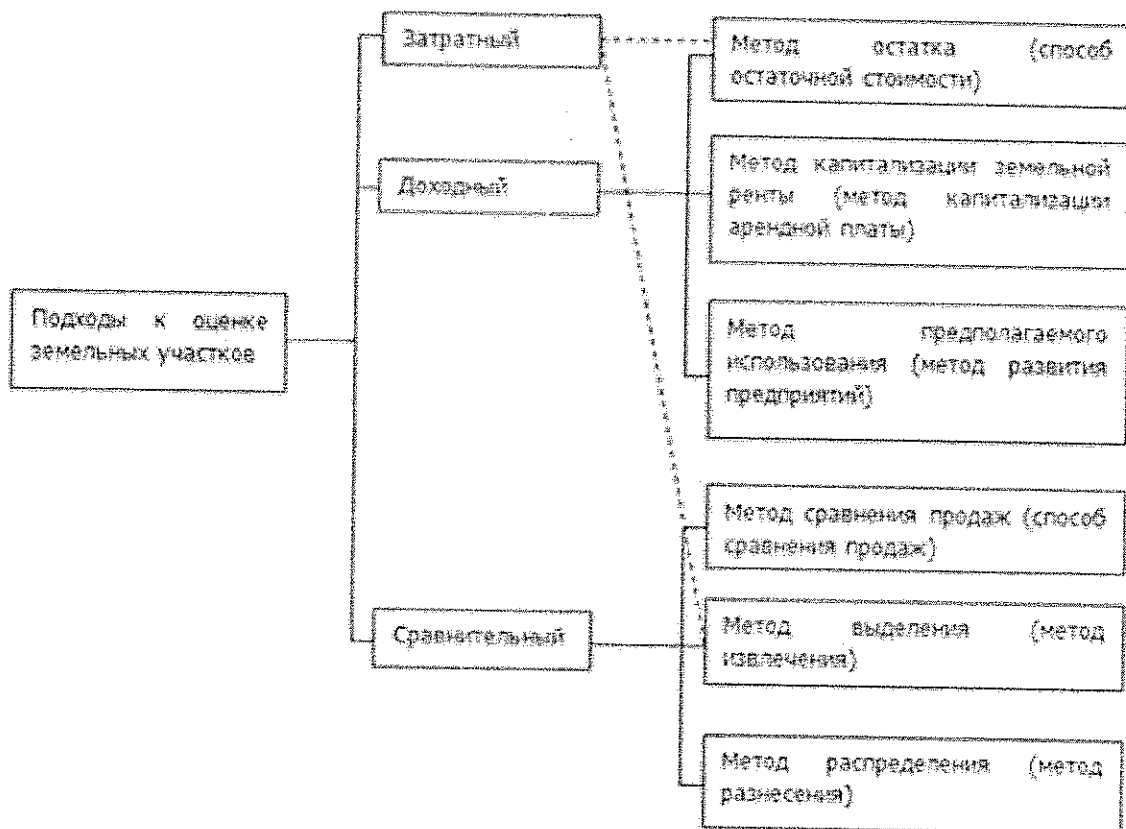 Подходы к оценке
земельных участков
Затратный
Доходный
Сравнительный
Метод остатка (способ
остаточной стоимости)
Метод капитализации земельной
ренты (метод капитализации
арендной платы)
Метод предполагаемого
использования (метод развития
предприятий)
Метод сравнения продаж (способ
сравнения продаж)
Метод выделения (метод
извлечения)
Метод распределения (метод
разнесения)